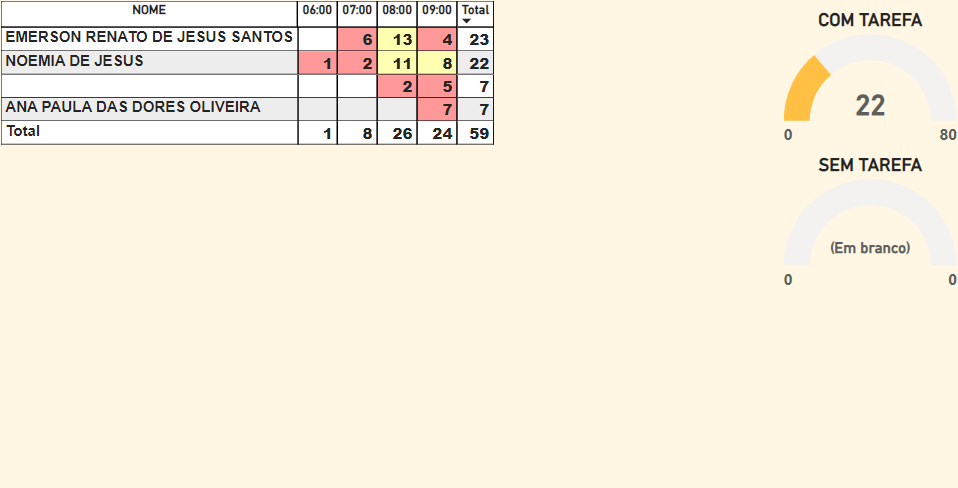 NOME 06:00 07:00 08:00 09:00 Total
EMERSON RENATO DE JESUS SANTOS 6 13 4 23
NOEMIA DE JESUS 1 2 11 8 22
2 5 7
ANA PAULA DAS DORES OLIVEIRA 7 7
Total 1 8 26 24 59
COM TAREFA
22
0 80
SEM TAREFA
(Em branco)
0 0